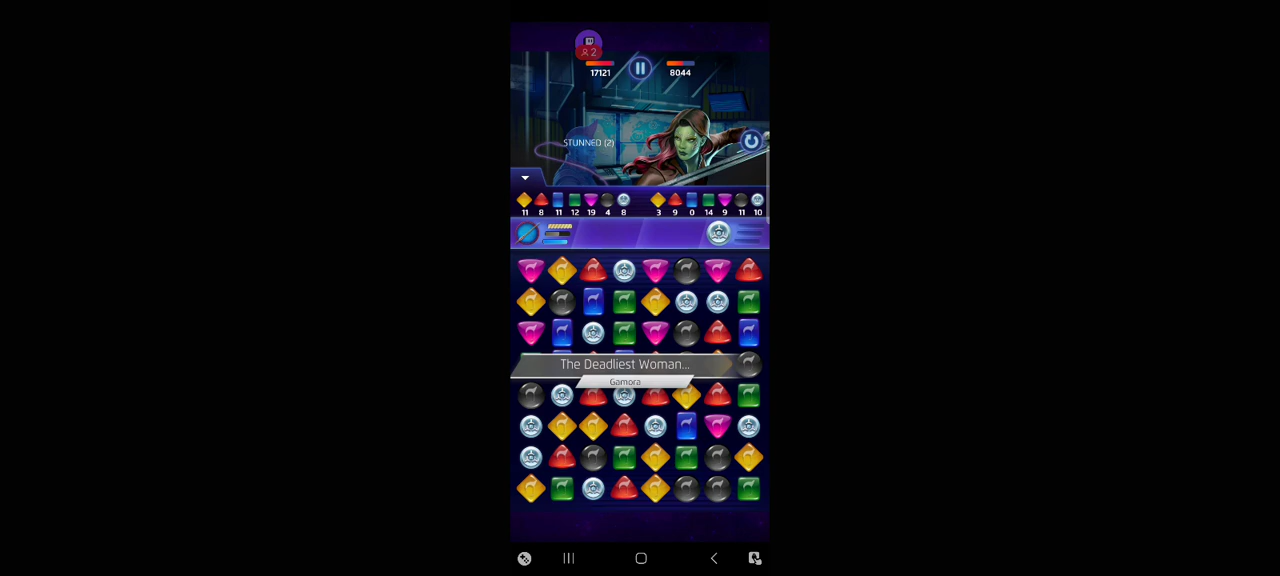 2
17121
8044
STUNNED (2)
11 8 11 12 19 4 8 3 9 0 14 9 11 10
The Deadliest Woman...
Gamora